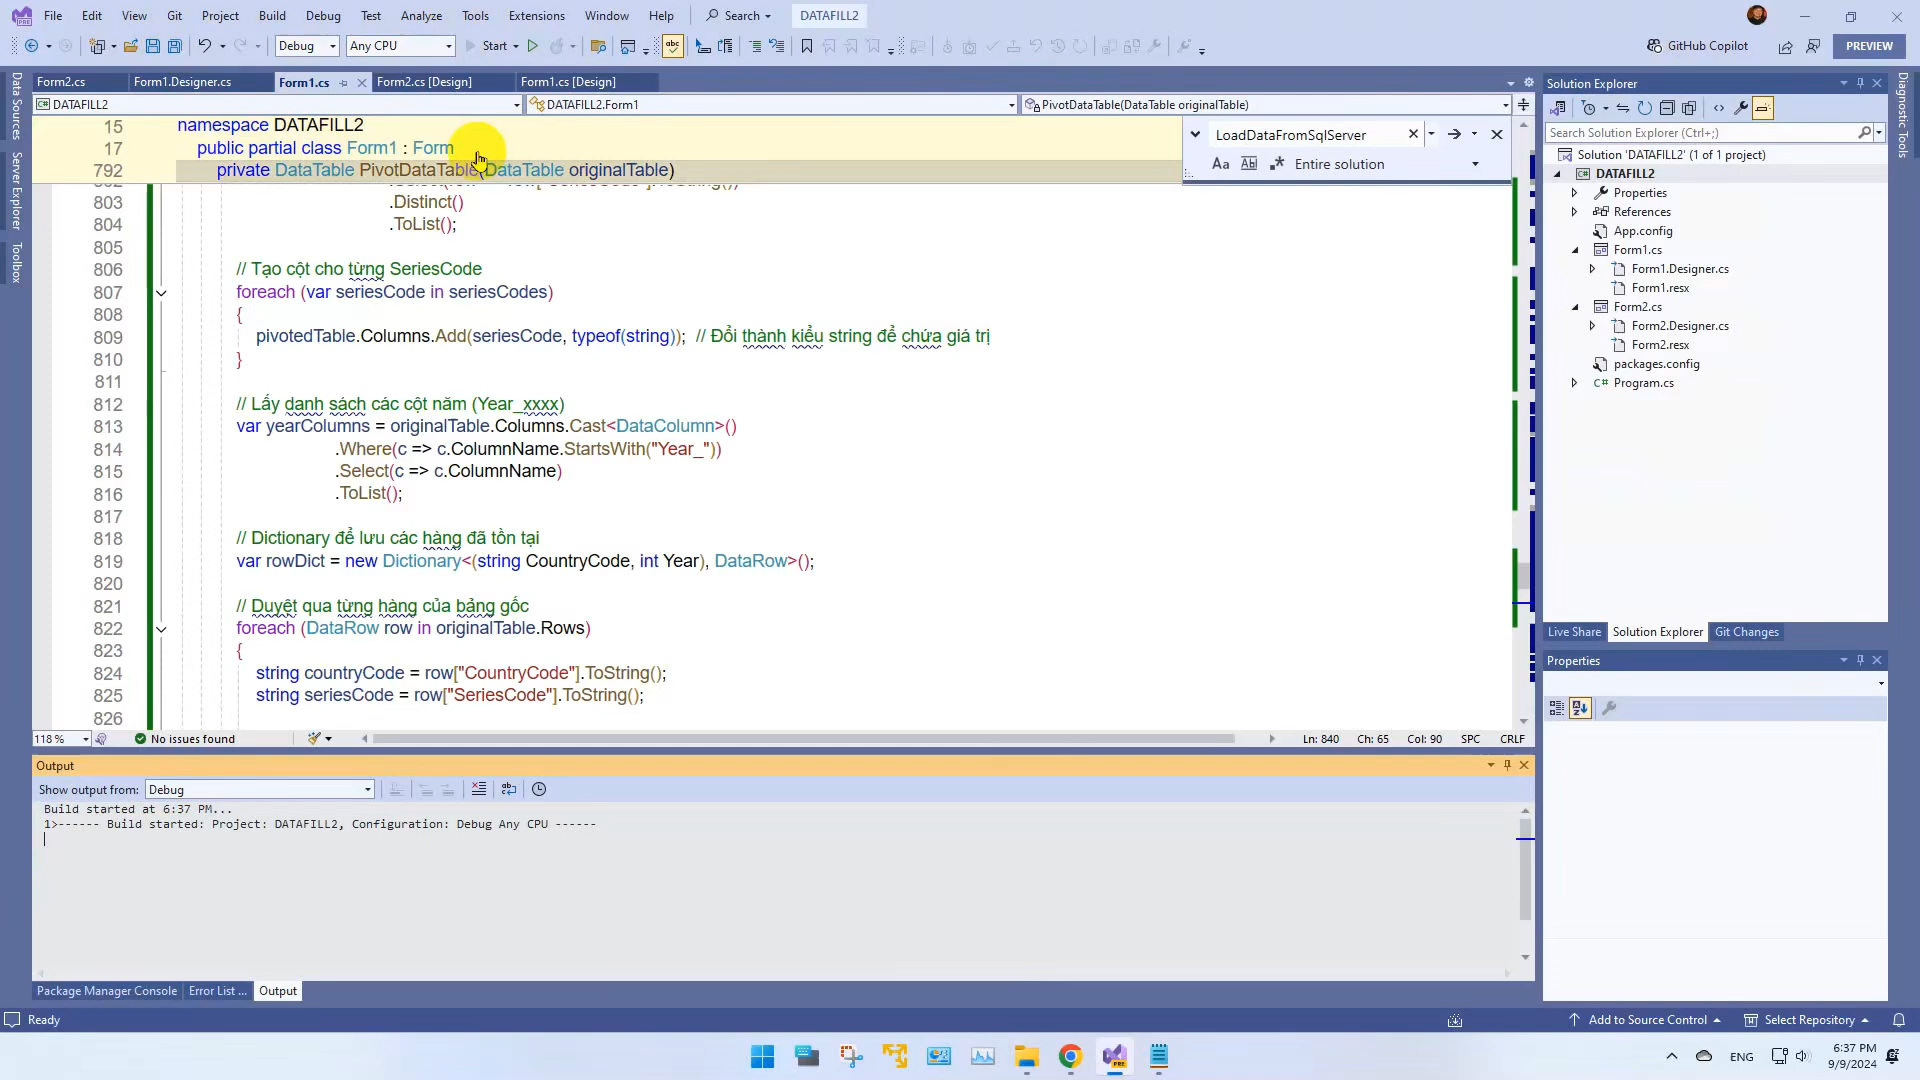 File Edit View Git Project Build Debug Test Analyze Tools Extensions Window Help Search DATAFILL2
Debug Any CPU Start GitHub Copilot PREVIEW
Form2.cs Form1.Designer.cs Form1.cs Form2.cs [Design] Form1.cs [Design]
DATAFILL2 DATAFILL2.Form1 PivotDataTable(DataTable originalTable)
Data Sources
Server Explorer
Toolbox
15 namespace DATAFILL2
17 public partial class Form1 : Form
792 private DataTable PivotDataTable(DataTable originalTable)
LoadDataFromSqlServer
Aa Ab Entire solution
803 .Distinct()
804 .ToList();
805
806 // Tạo cột cho từng SeriesCode
807 foreach (var seriesCode in seriesCodes)
808 {
809 pivotedTable.Columns.Add(seriesCode, typeof(string)); // Đổi thành kiểu string để chứa giá trị
810 }
811
812 // Lấy danh sách các cột năm (Year_xxxx)
813 var yearColumns = originalTable.Columns.Cast<DataColumn>()
814 .Where(c => c.ColumnName.StartsWith("Year_"))
815 .Select(c => c.ColumnName)
816 .ToList();
817
818 // Dictionary để lưu các hàng đã tồn tại
819 var rowDict = new Dictionary<(string CountryCode, int Year), DataRow>();
820
821 // Duyệt qua từng hàng của bảng gốc
822 foreach (DataRow row in originalTable.Rows)
823 {
824 string countryCode = row["CountryCode"].ToString();
825 string seriesCode = row["SeriesCode"].ToString();
826
118 % No issues found Ln: 840 Ch: 65 Col: 90 SPC CRLF
Output
Show output from: Debug
Build started at 6:37 PM...
1>------ Build started: Project: DATAFILL2, Configuration: Debug Any CPU ------
Package Manager Console Error List ... Output
Solution Explorer
Search Solution Explorer (Ctrl+;)
Solution 'DATAFILL2' (1 of 1 project)
DATAFILL2
Properties
References
App.config
Form1.cs
Form1.Designer.cs
Form1.resx
Form2.cs
Form2.Designer.cs
Form2.resx
packages.config
C# Program.cs
Live Share Solution Explorer Git Changes
Properties
Diagnostic Tools
Ready Add to Source Control Select Repository
ENG 6:37 PM
9/9/2024